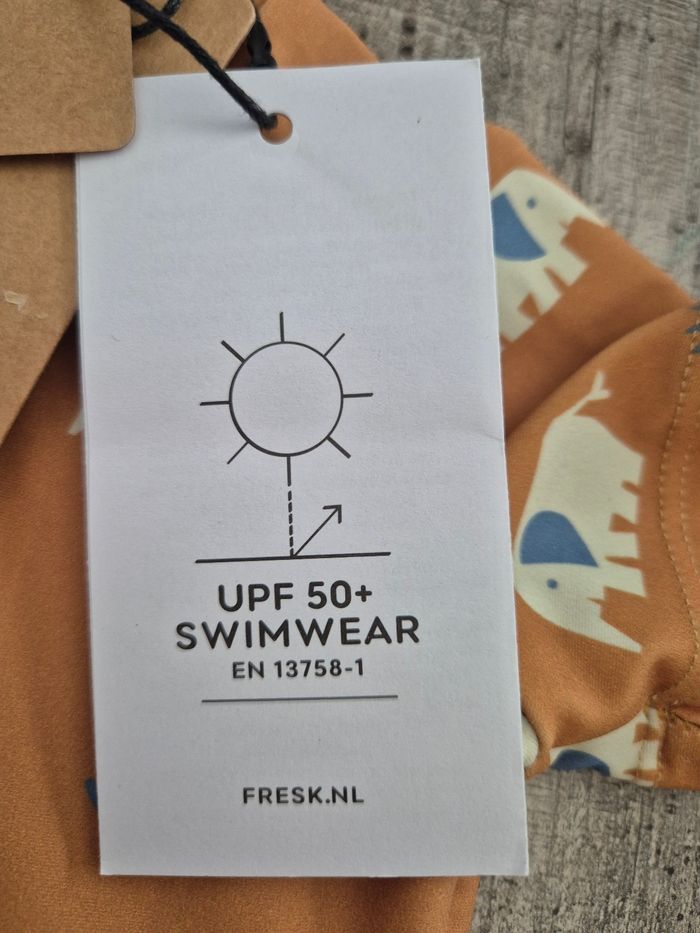 UPF 50+
SWIMWEAR
EN 13758-1
FRESK.NL